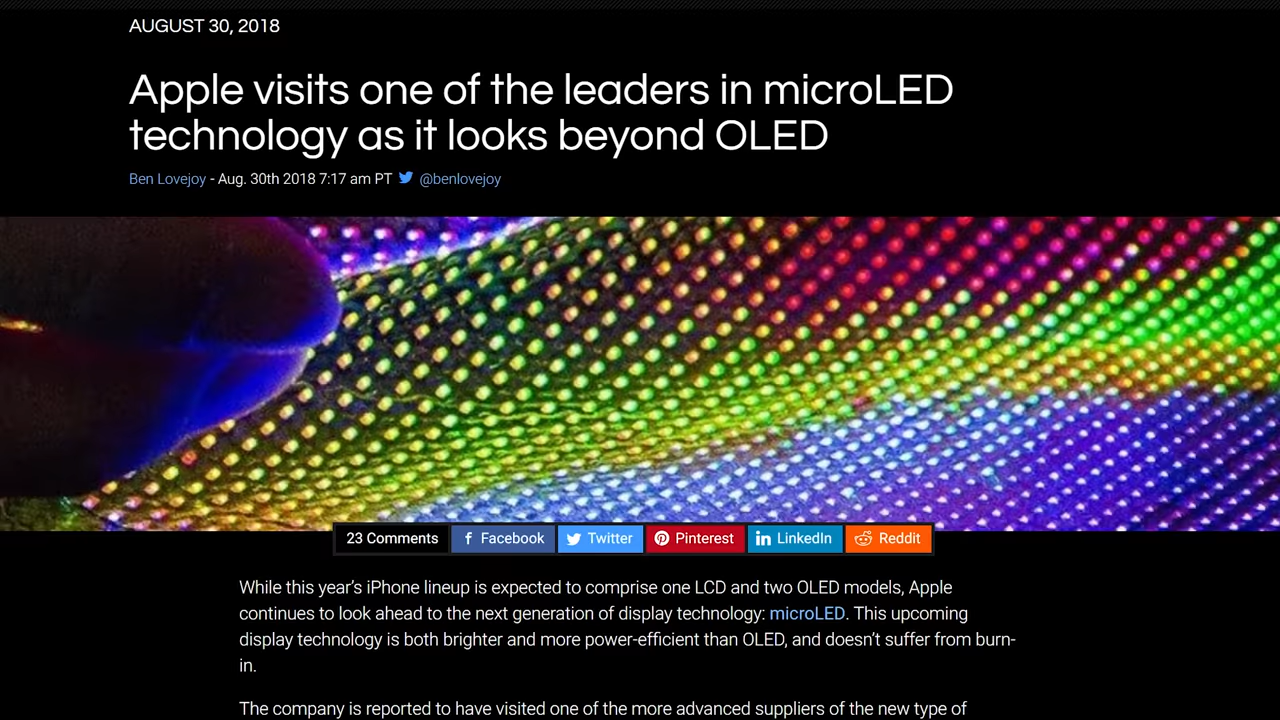 AUGUST 30, 2018
Apple visits one of the leaders in microLED
technology as it looks beyond OLED
Ben Lovejoy - Aug. 30th 2018 7:17 am PT @benlovejoy
23 Comments Facebook Twitter Pinterest LinkedIn Reddit
While this year’s iPhone lineup is expected to comprise one LCD and two OLED models, Apple
continues to look ahead to the next generation of display technology: microLED. This upcoming
display technology is both brighter and more power-efficient than OLED, and doesn’t suffer from burn-
in.
The company is reported to have visited one of the more advanced suppliers of the new type of